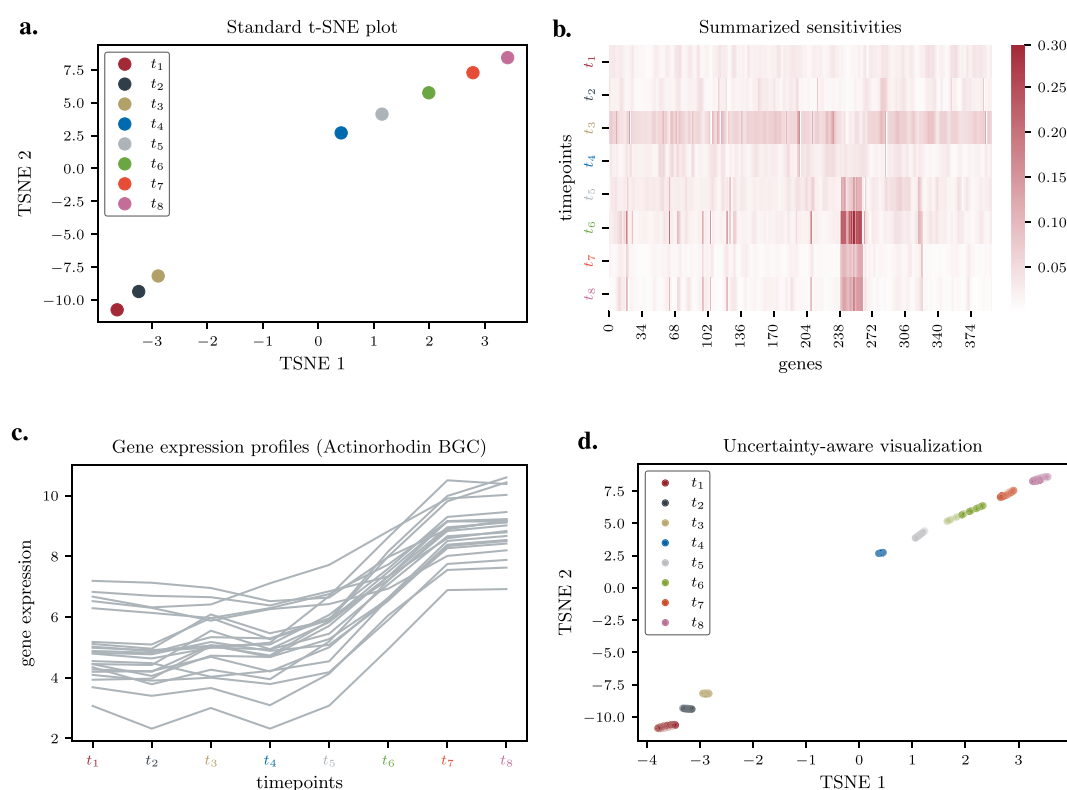 a.
Standard t-SNE plot
t1
t2
t3
t4
t5
t6
t7
t8
7.5
5.0
2.5
0.0
−2.5
−5.0
−7.5
−10.0
TSNE 2
−3 −2 −1 0 1 2 3
TSNE 1
b.
Summarized sensitivities
timepoints
t1
t2
t3
t4
t5
t6
t7
t8
0 34 68 102 136 170 204 238 272 306 340 374
genes
0.30
0.25
0.20
0.15
0.10
0.05
c.
Gene expression profiles (Actinorhodin BGC)
gene expression
10
8
6
4
2
t1 t2 t3 t4 t5 t6 t7 t8
timepoints
d.
Uncertainty-aware visualization
t1
t2
t3
t4
t5
t6
t7
t8
7.5
5.0
2.5
0.0
−2.5
−5.0
−7.5
−10.0
TSNE 2
−4 −3 −2 −1 0 1 2 3
TSNE 1